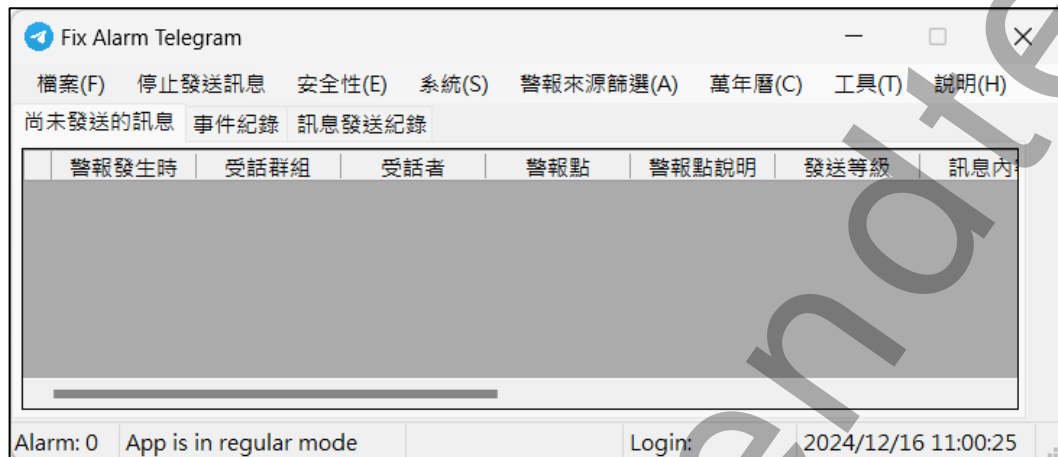 Fix Alarm Telegram
檔案(F) 停止發送訊息 安全性(E) 系統(S) 警報來源篩選(A) 萬年曆(C) 工具(T) 說明(H)
尚未發送的訊息 事件紀錄 訊息發送紀錄
警報發生時 受話群組 受話者 警報點 警報點說明 發送等級 訊息內
Alarm: 0 App is in regular mode Login: 2024/12/16 11:00:25